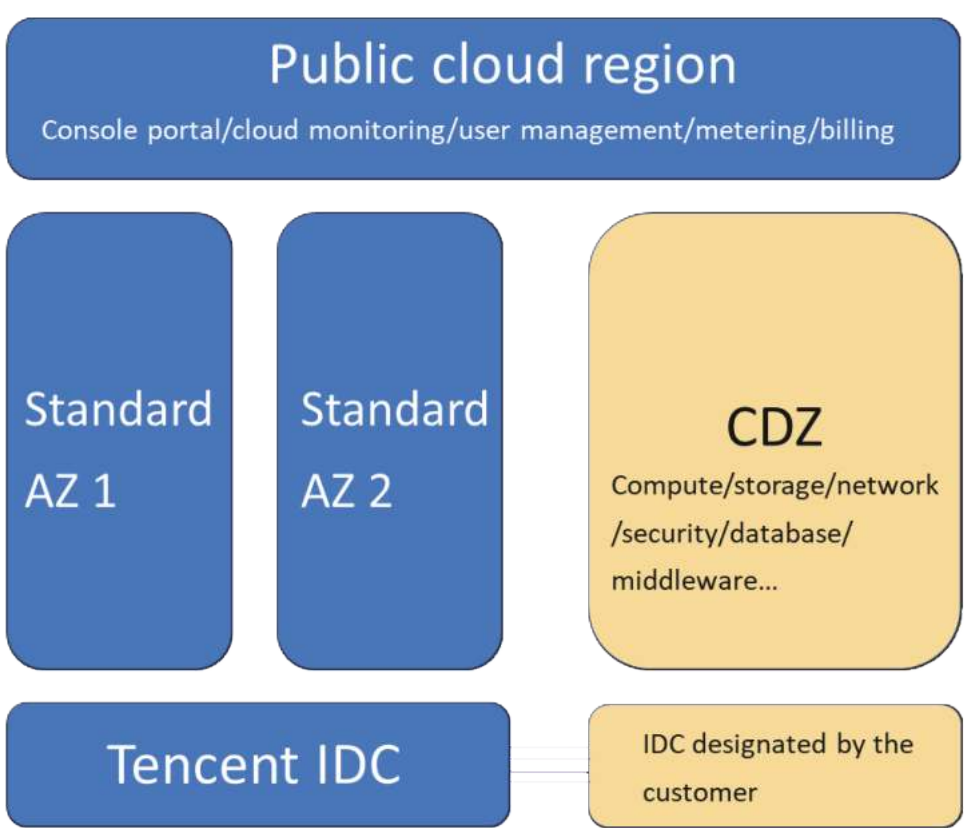 Public cloud region
Console portal/cloud monitoring/user management/metering/billing
Standard
AZ 1
Standard
AZ 2
CDZ
Compute/storage/network
/security/database/
middleware...
Tencent IDC
IDC designated by the
customer